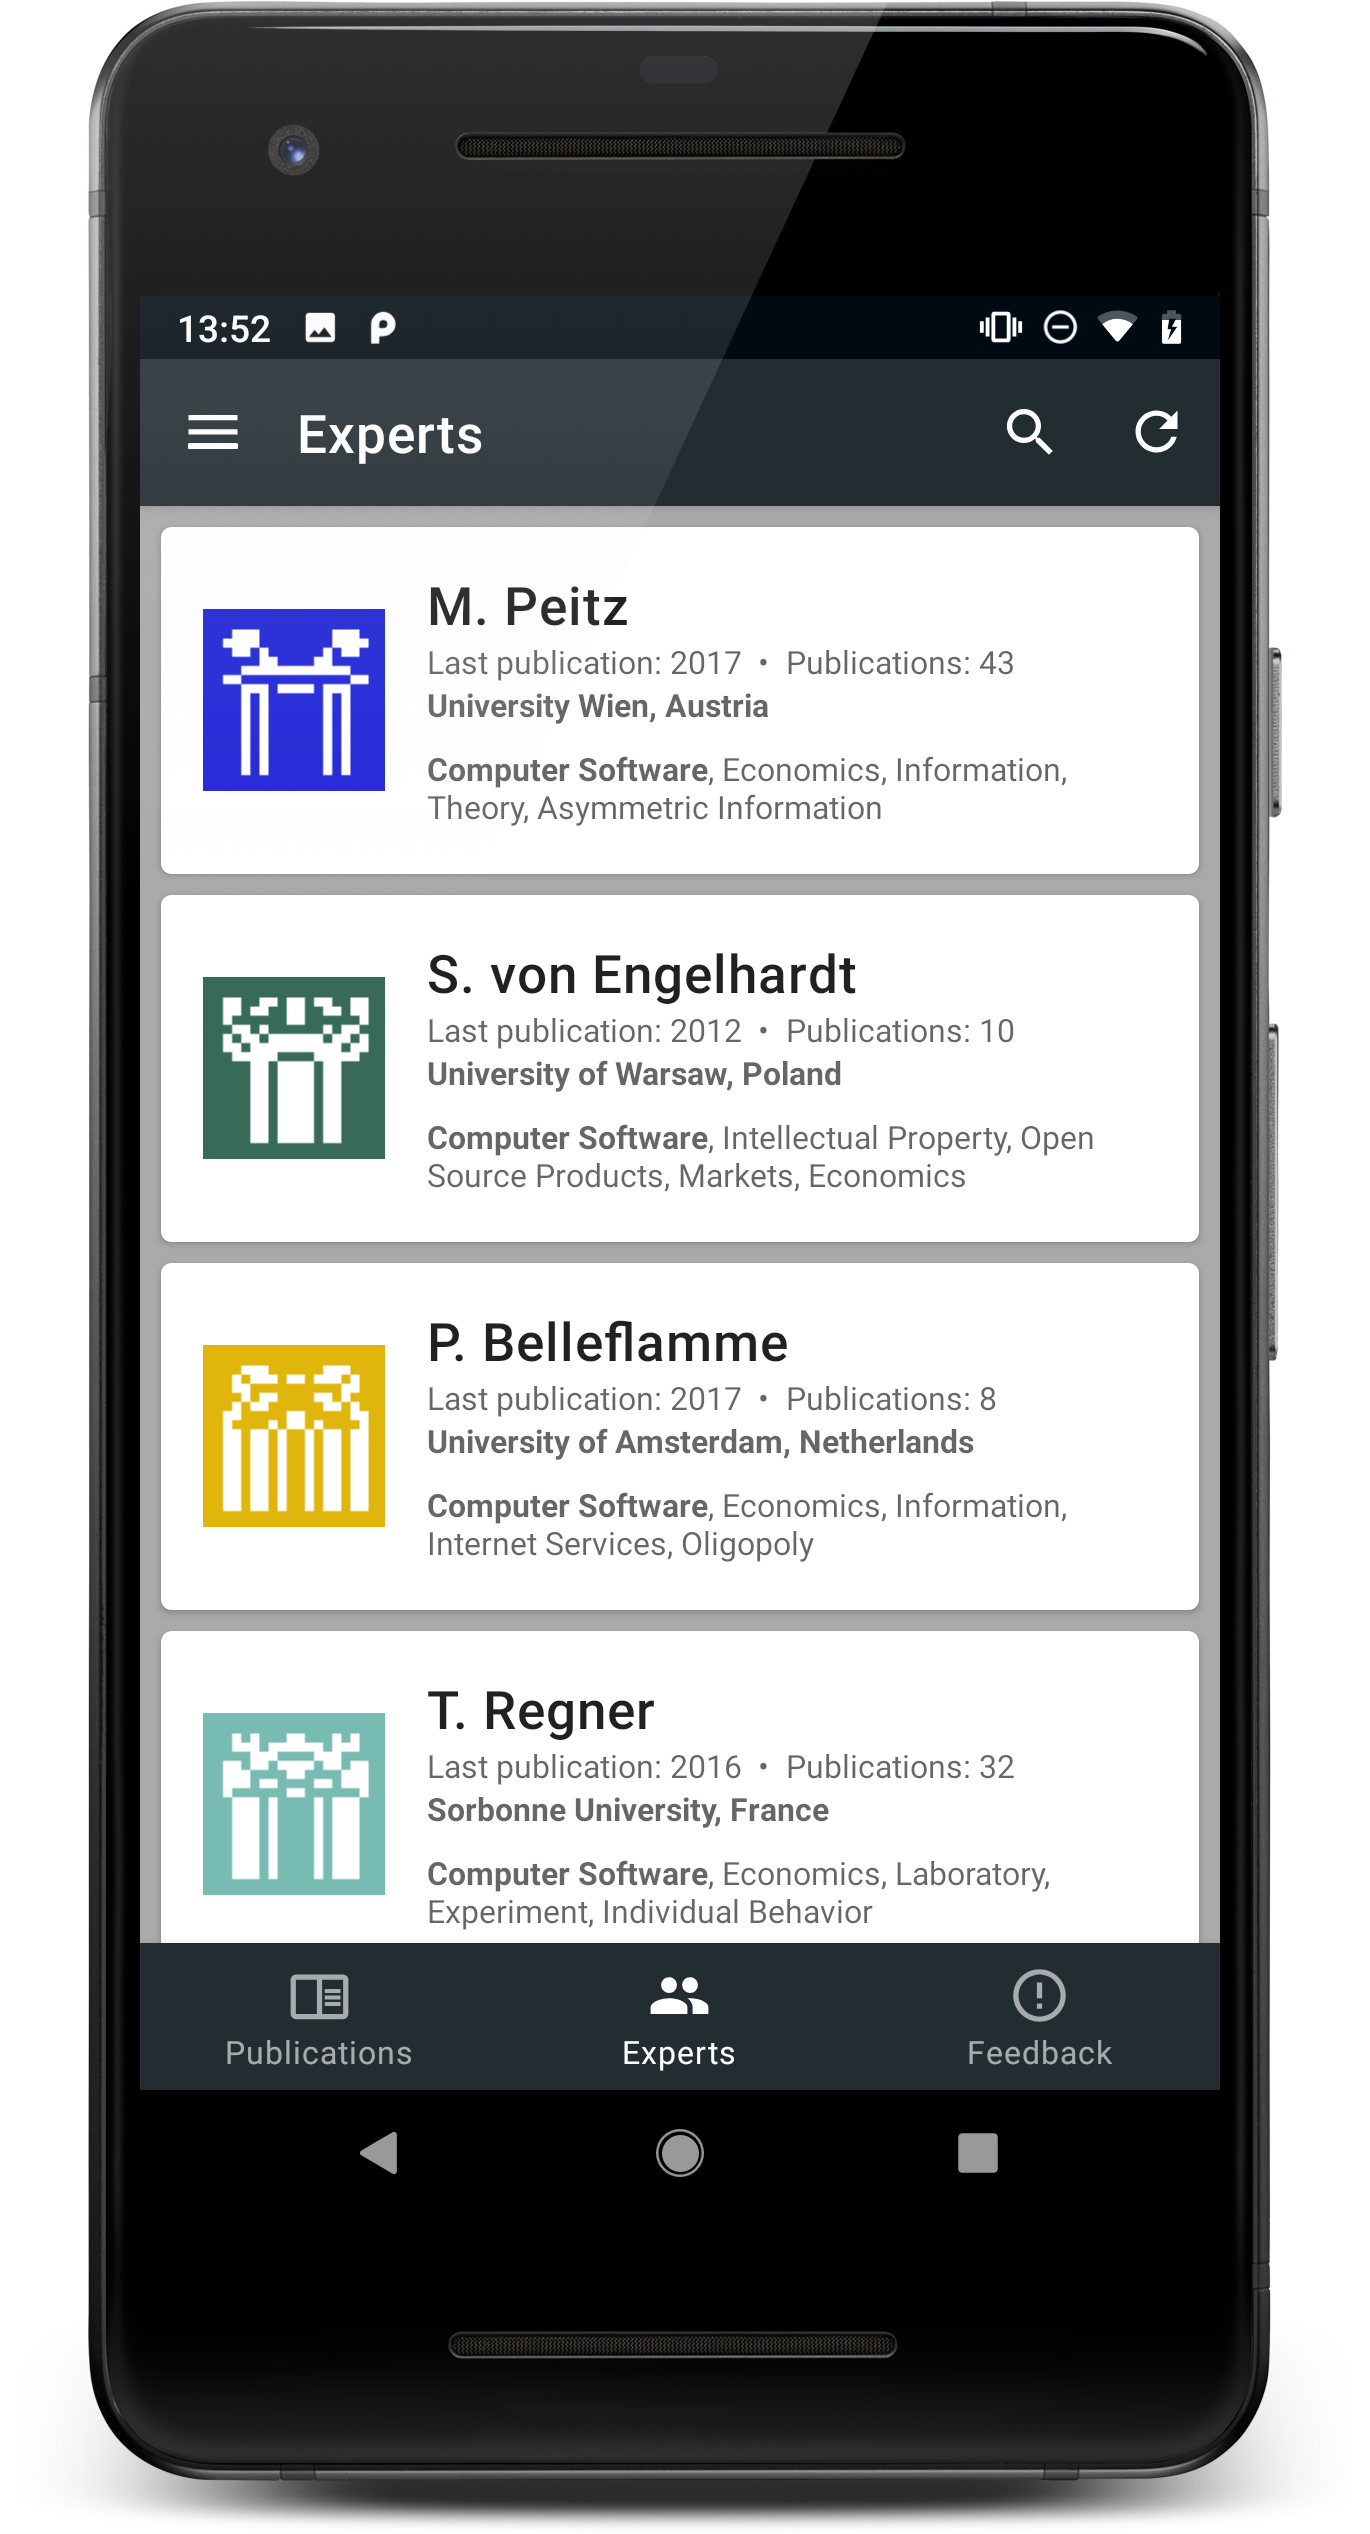 13:52
Experts
M. Peitz
Last publication: 2017 • Publications: 43
University Wien, Austria
Computer Software, Economics, Information,
Theory, Asymmetric Information
S. von Engelhardt
Last publication: 2012 • Publications: 10
University of Warsaw, Poland
Computer Software, Intellectual Property, Open
Source Products, Markets, Economics
P. Belleflamme
Last publication: 2017 • Publications: 8
University of Amsterdam, Netherlands
Computer Software, Economics, Information,
Internet Services, Oligopoly
T. Regner
Last publication: 2016 • Publications: 32
Sorbonne University, France
Computer Software, Economics, Laboratory,
Experiment, Individual Behavior
Publications Experts Feedback